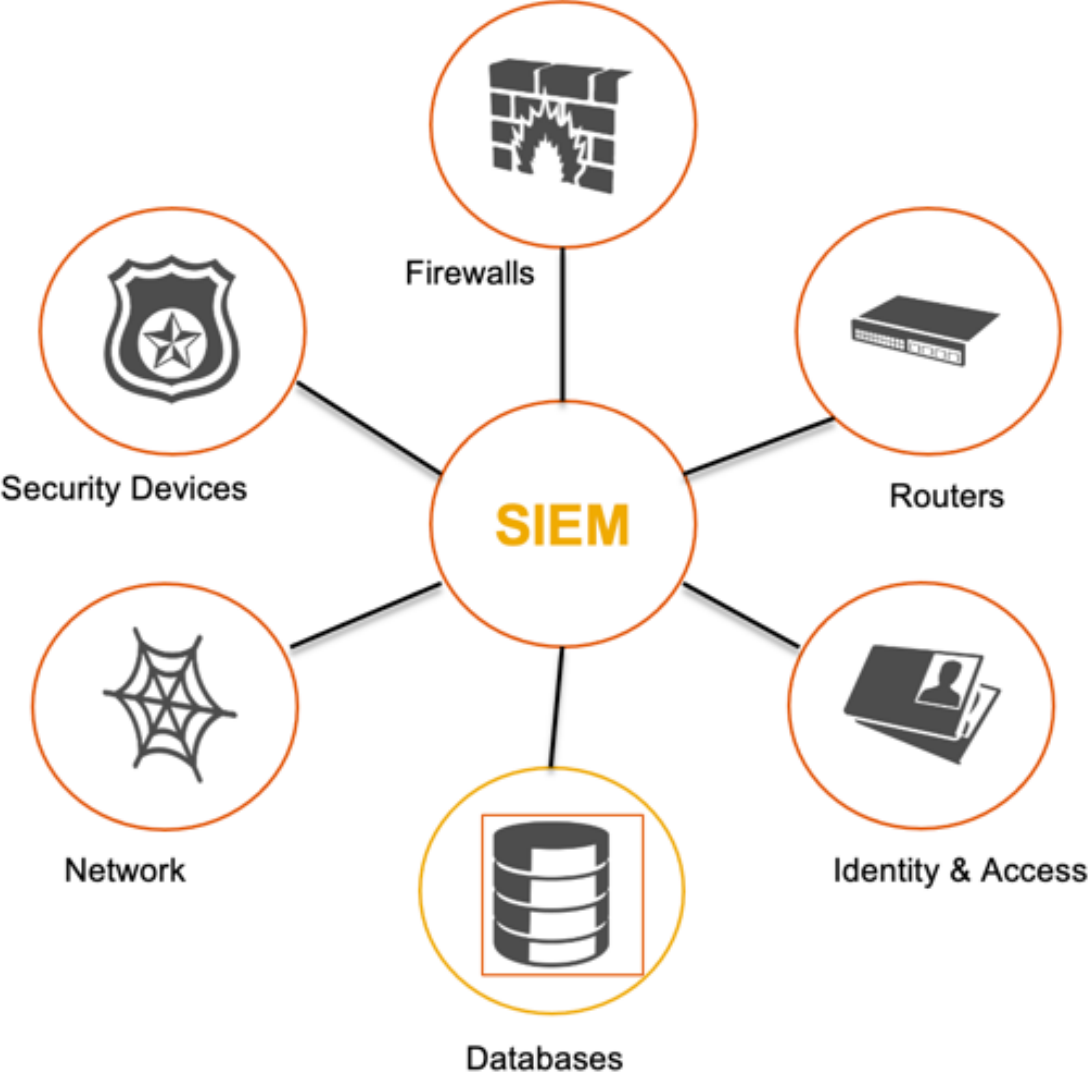 Firewalls
Security Devices
Routers
SIEM
Network
Identity & Access
Databases